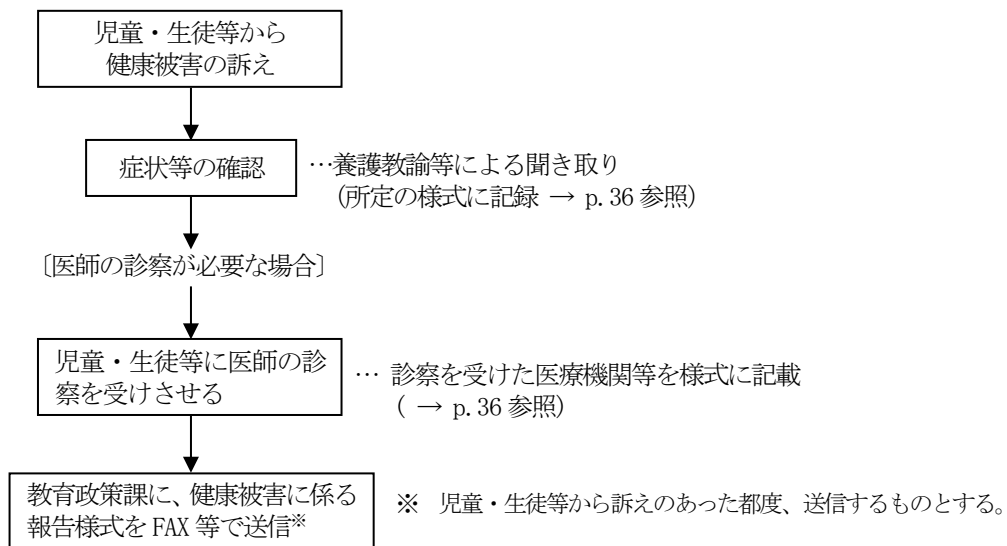 児童・生徒等から
健康被害の訴え
症状等の確認
…養護教諭等による聞き取り
(所定の様式に記録 → p.36 参照)
〔医師の診察が必要な場合〕
児童・生徒等に医師の診
察を受けさせる
… 診察を受けた医療機関等を様式に記載
( → p.36 参照)
教育政策課に、健康被害に係る
報告様式を FAX 等で送信※
※ 児童・生徒等から訴えのあった都度、送信するものとする。